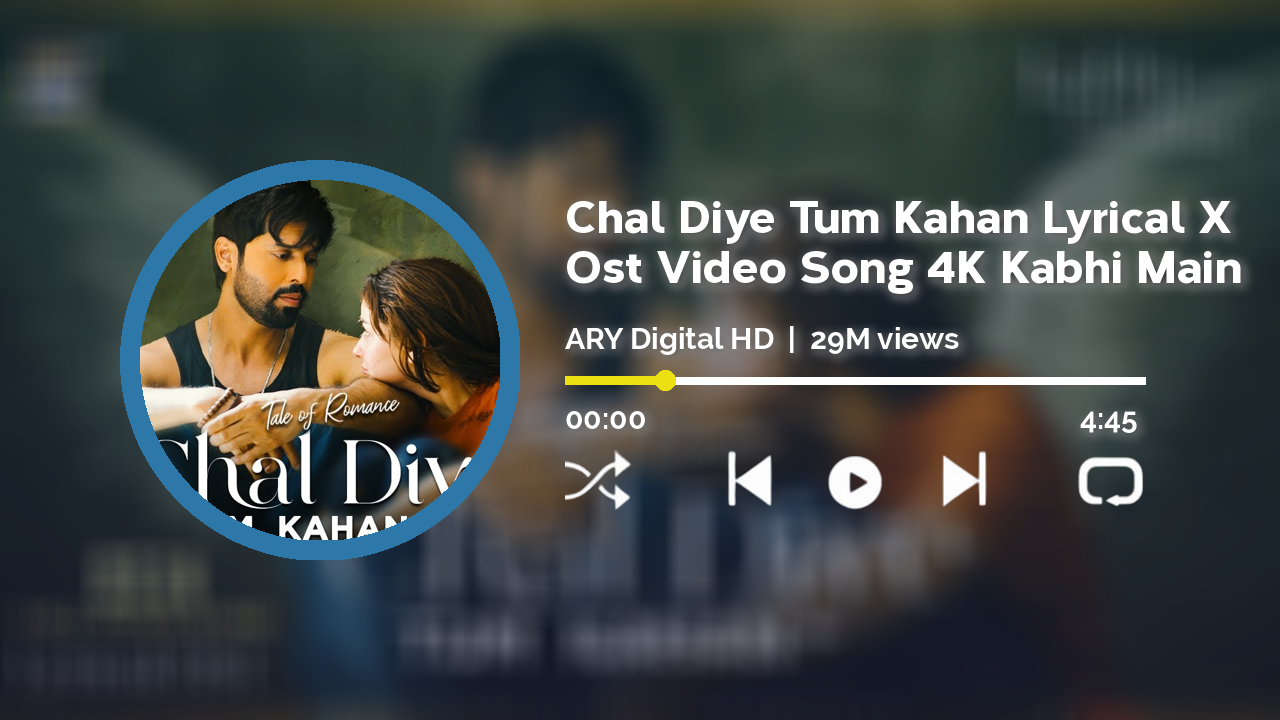 Chal Diye Tum Kahan Lyrical X
Ost Video Song 4K Kabhi Main
ARY Digital HD | 29M views
00:00
4:45
Tale of Romance
Chal Diy
KAHAN